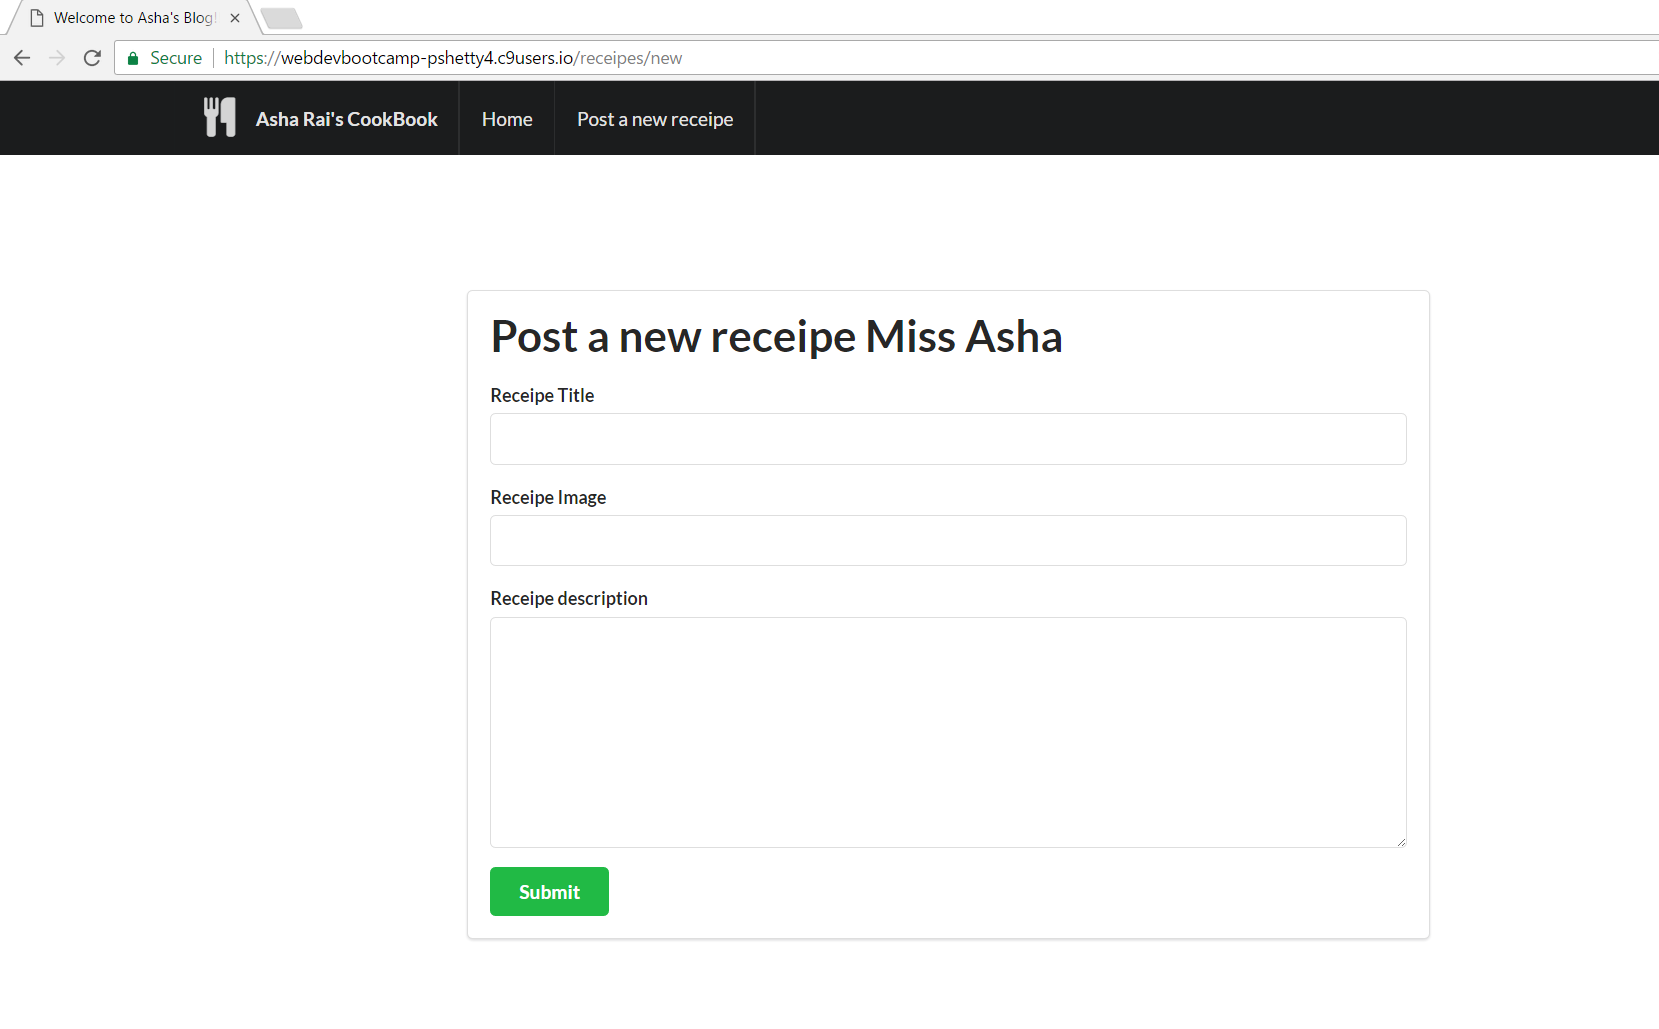 Welcome to Asha's Blog!
Secure https://webdevbootcamp-pshetty4.c9users.io/receipes/new
Asha Rai's CookBook Home Post a new receipe
Post a new receipe Miss Asha
Receipe Title
Receipe Image
Receipe description
Submit